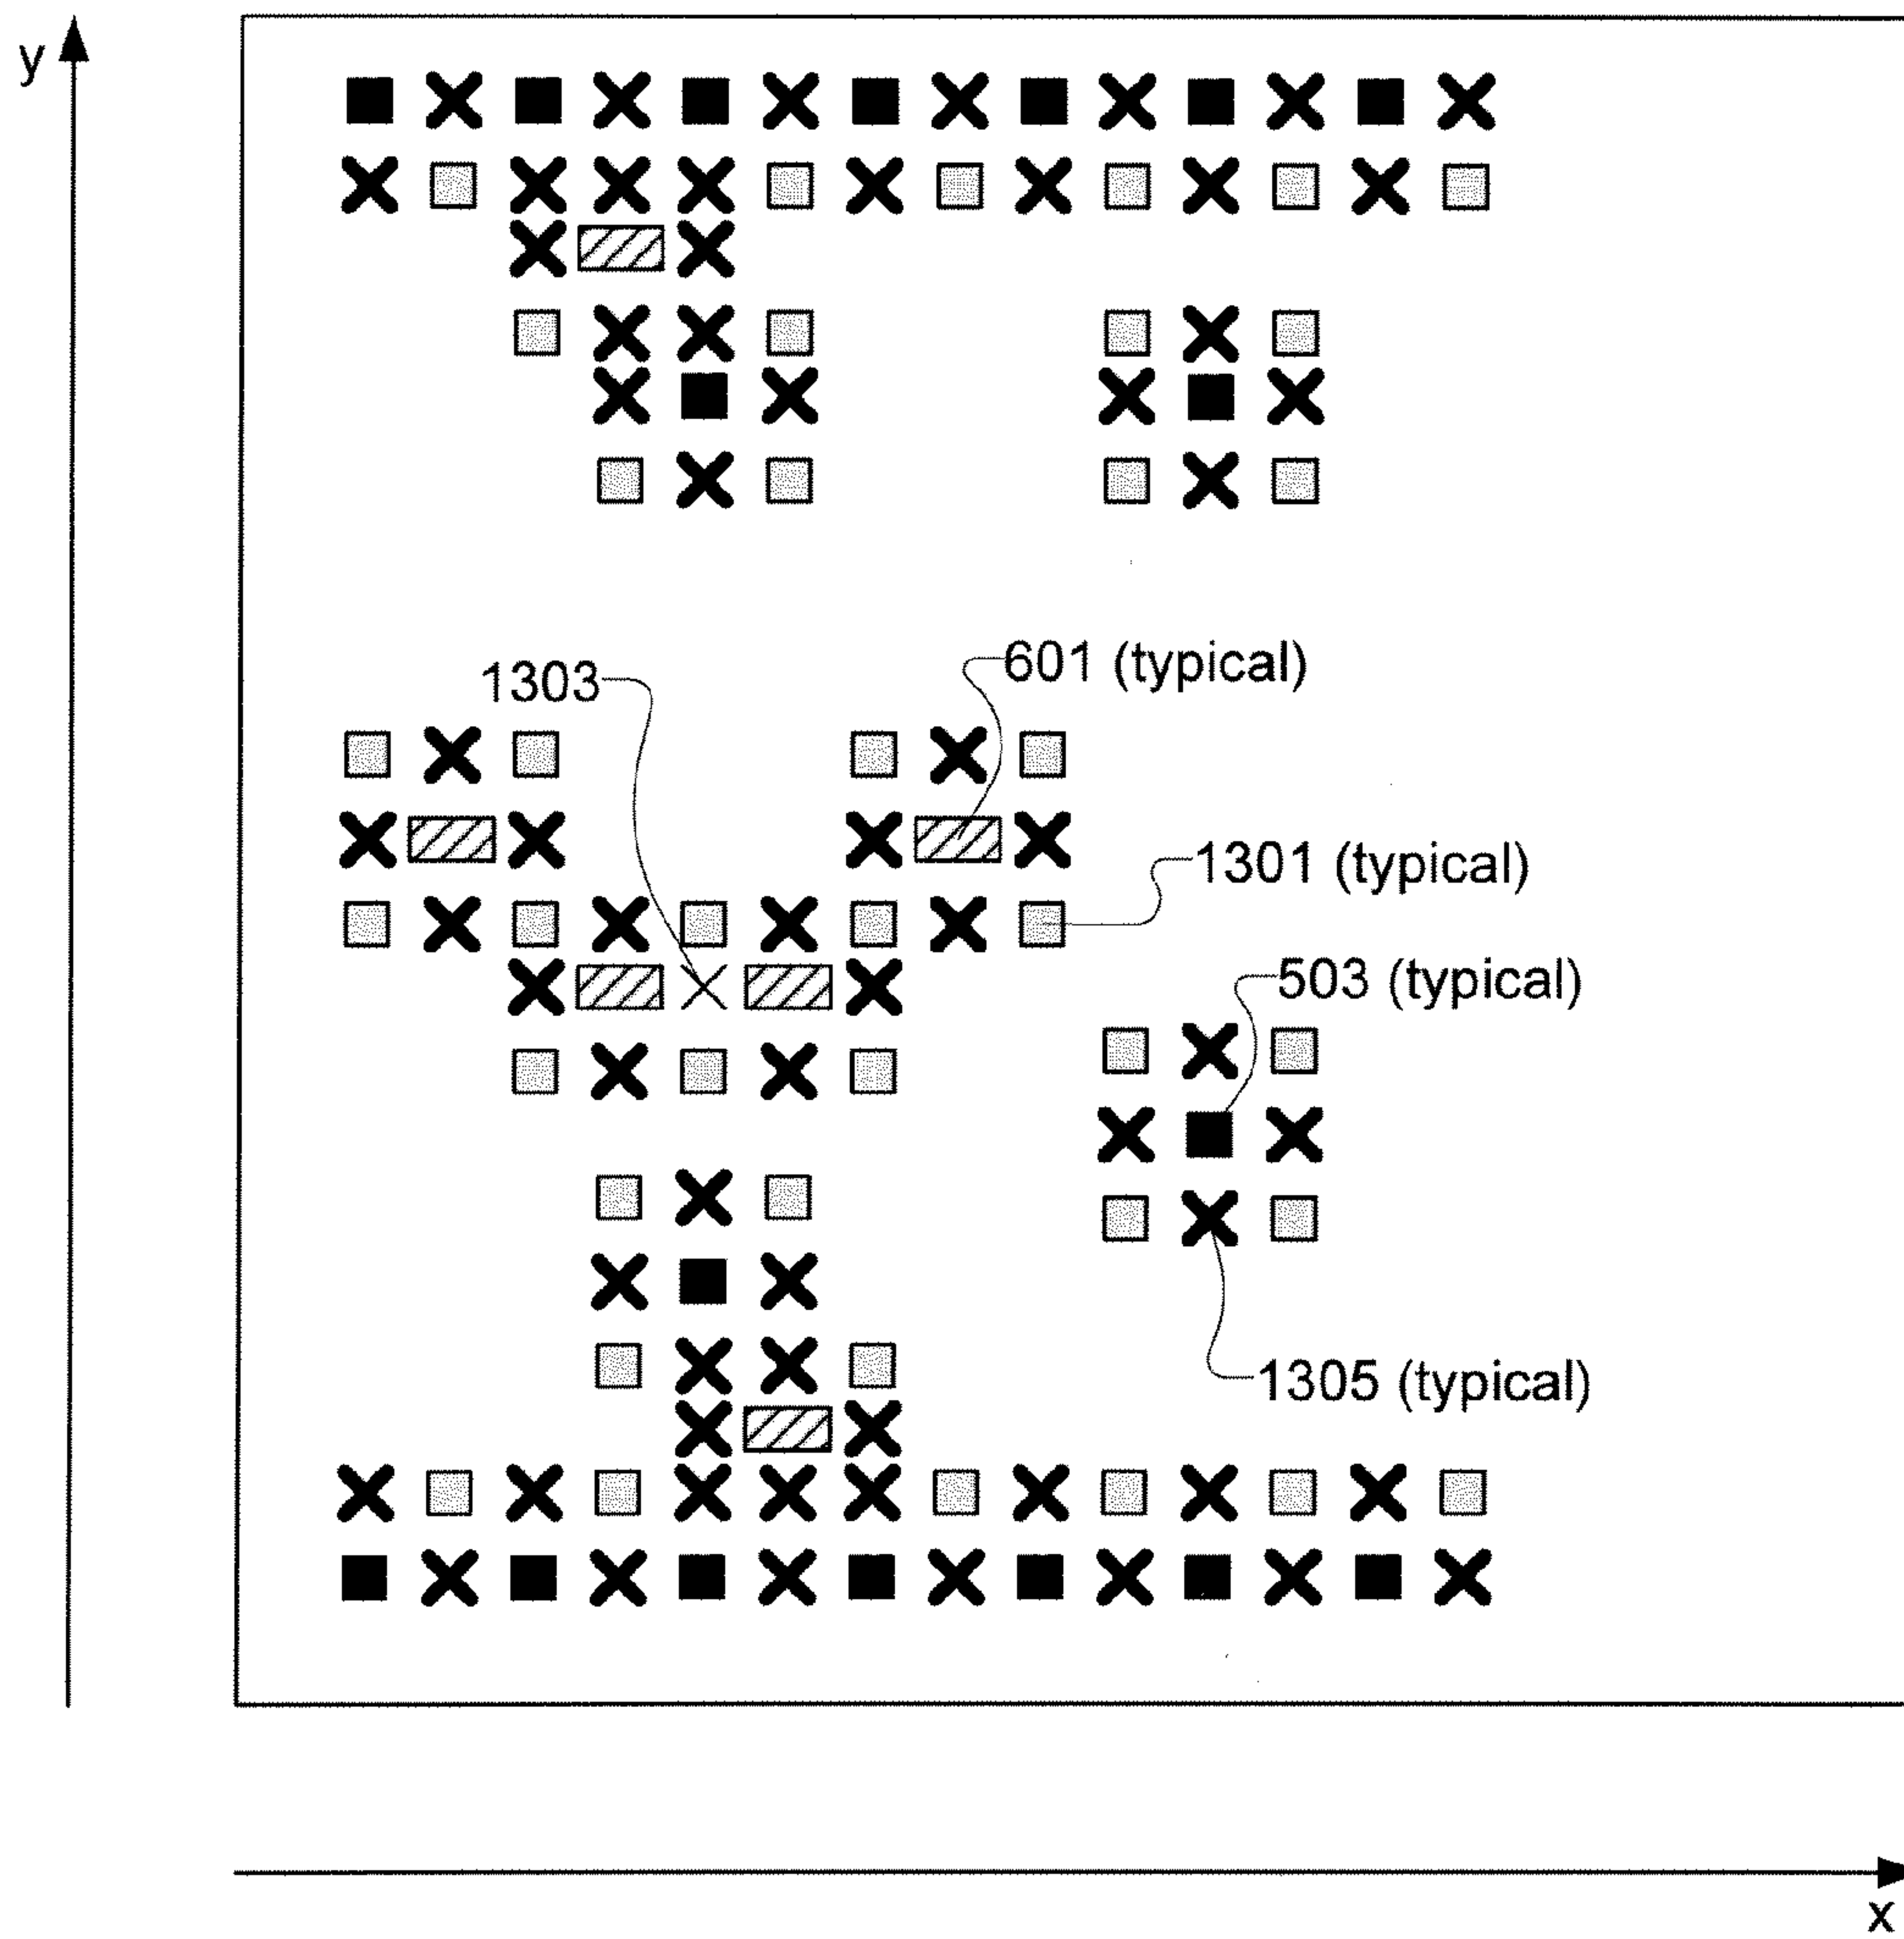 y
601 (typical)
1303
1301 (typical)
503 (typical)
1305 (typical)
x